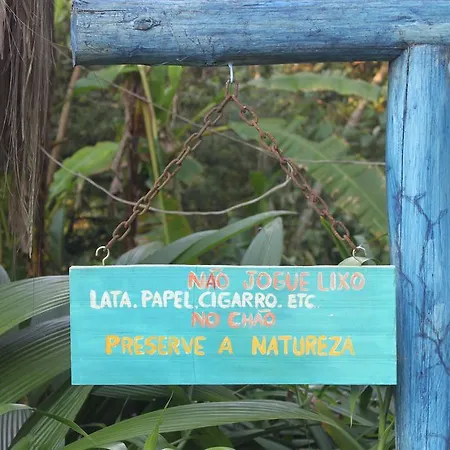 NÃO JOGUE LIXO
LATA. PAPEL. CIGARRO. ETC.
NO CHÃO
PRESERVE A NATUREZA